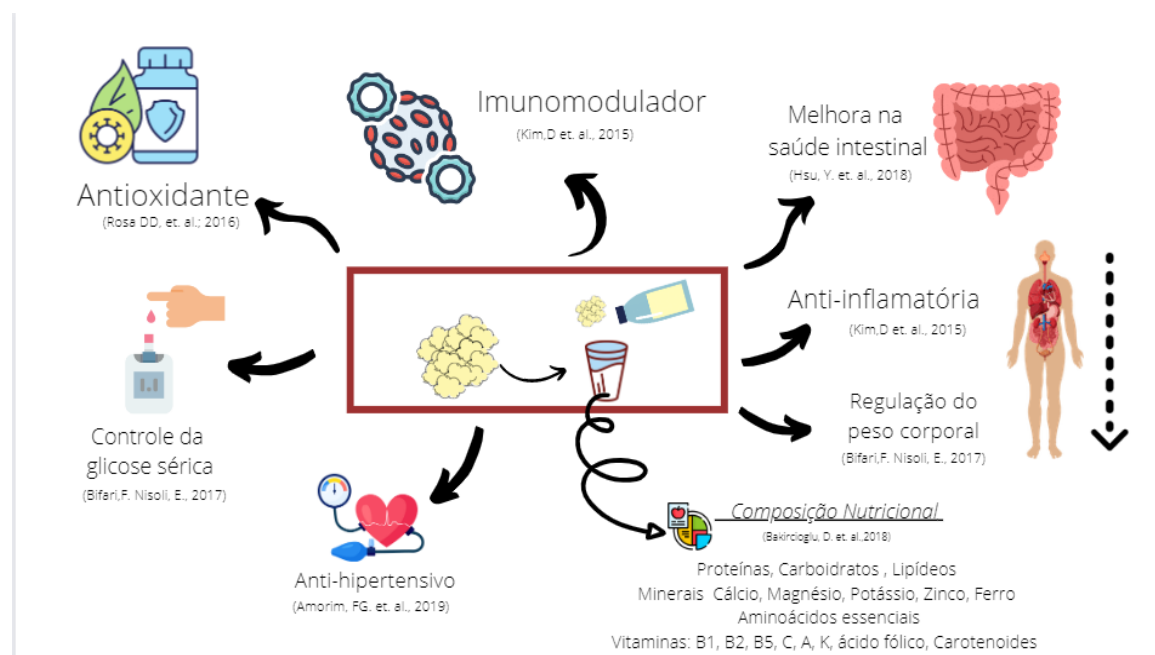 Imunomodulador
(Kim,D et. al., 2015)
Melhora na
saúde intestinal
(Hsu, Y. et. al., 2018)
Antioxidante
(Rosa DD, et. al.; 2016)
Anti-inflamatória
(Kim,D et. al., 2015)
Controle da
glicose sérica
(Bifari,F. Nisoli, E., 2017)
Regulação do
peso corporal
(Bifari,F. Nisoli, E., 2017)
Anti-hipertensivo
(Amorim, FG. et. al., 2019)
Composição Nutricional
(Bakircioglu, D. et. al.,2018)
Proteínas, Carboidratos , Lipídeos
Minerais Cálcio, Magnésio, Potássio, Zinco, Ferro
Aminoácidos essenciais
Vitaminas: B1, B2, B5, C, A, K, ácido fólico, Carotenoides